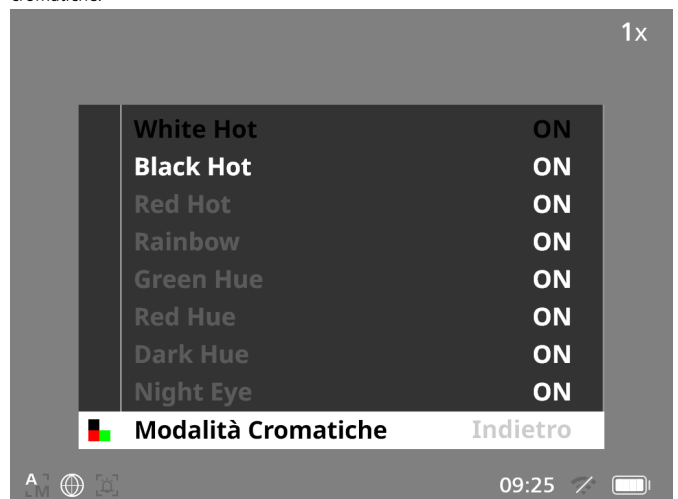 cromatiche.
1x
White Hot ON
Black Hot ON
Red Hot ON
Rainbow ON
Green Hue ON
Red Hue ON
Dark Hue ON
Night Eye ON
Modalità Cromatiche Indietro
A M 09:25